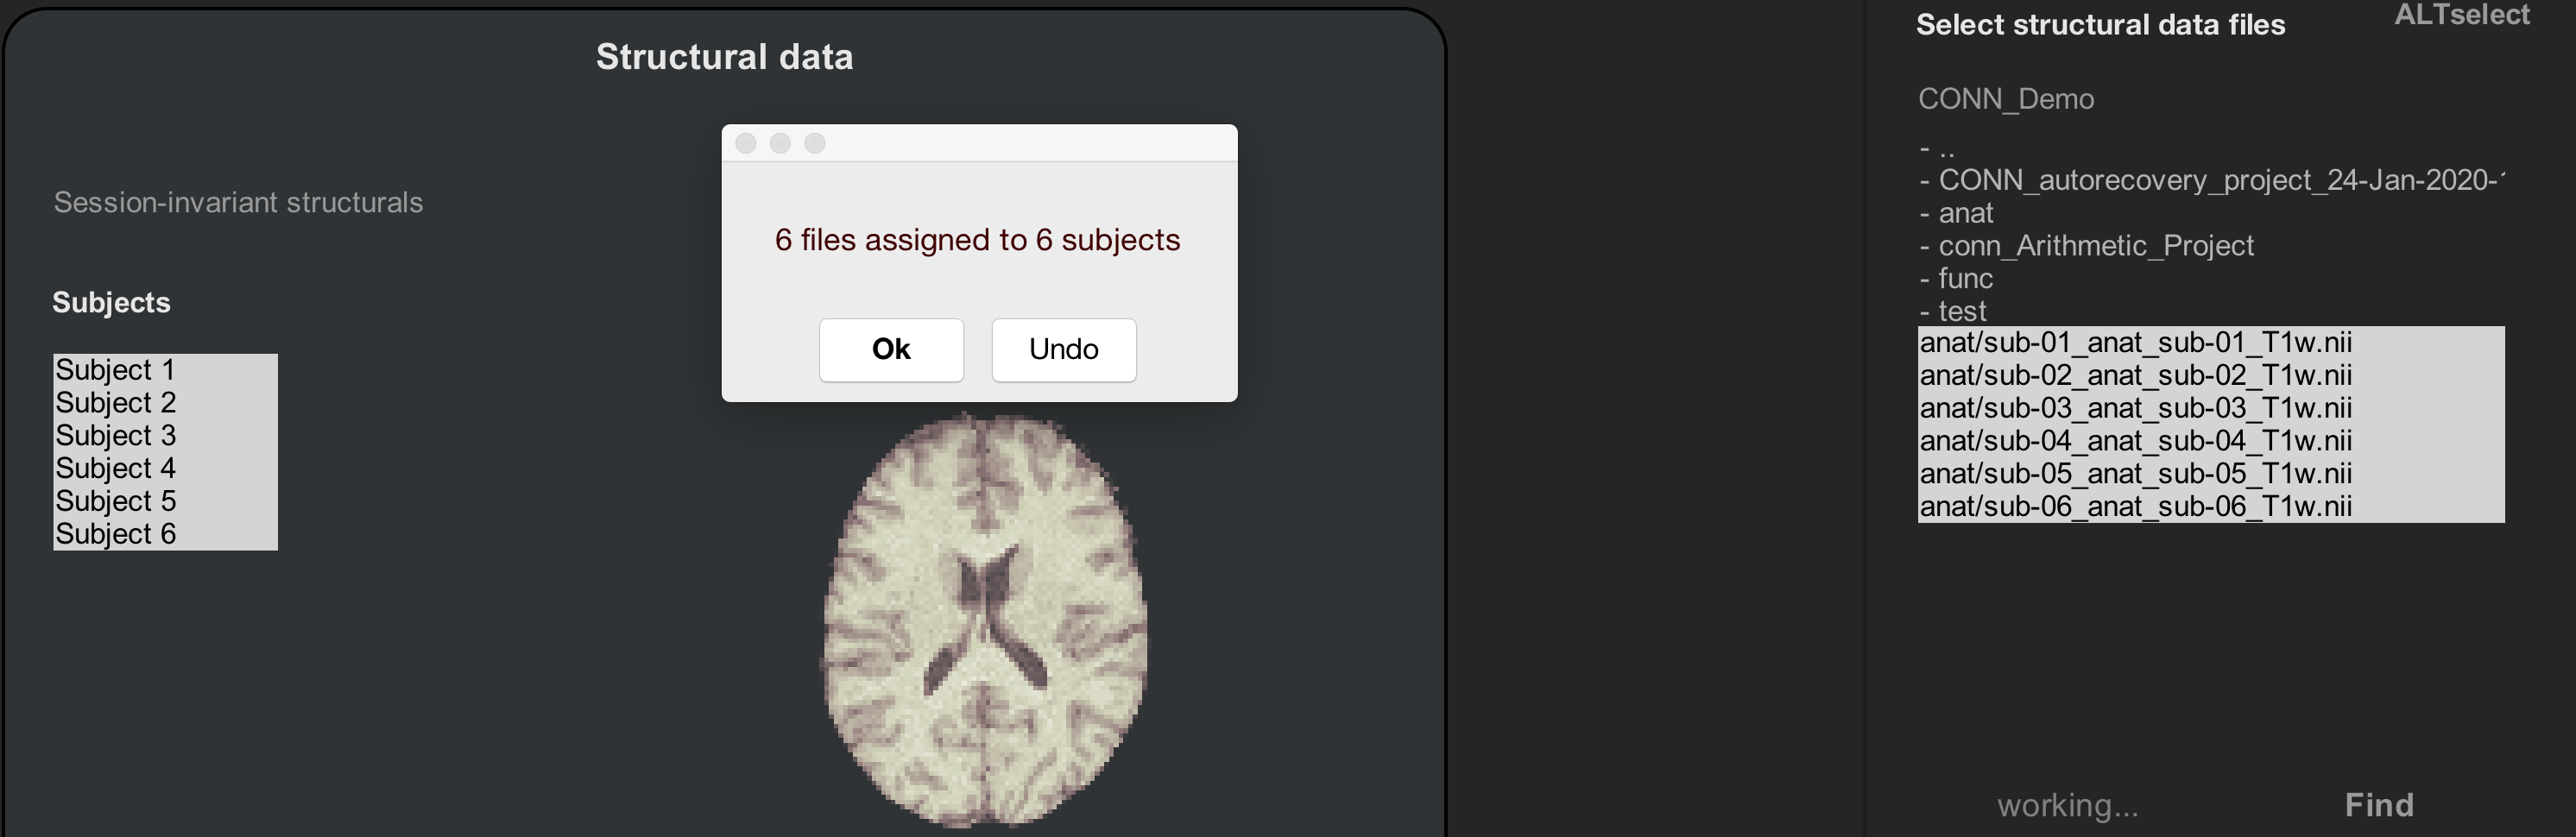 Structural data
Session-invariant structurals
Subjects
Subject 1
Subject 2
Subject 3
Subject 4
Subject 5
Subject 6
6 files assigned to 6 subjects
Ok
Undo
ALTselect
Select structural data files
CONN_Demo
- ..
- CONN_autorecovery_project_24-Jan-2020-
- anat
- conn_Arithmetic_Project
- func
- test
anat/sub-01_anat_sub-01_T1w.nii
anat/sub-02_anat_sub-02_T1w.nii
anat/sub-03_anat_sub-03_T1w.nii
anat/sub-04_anat_sub-04_T1w.nii
anat/sub-05_anat_sub-05_T1w.nii
anat/sub-06_anat_sub-06_T1w.nii
working...
Find